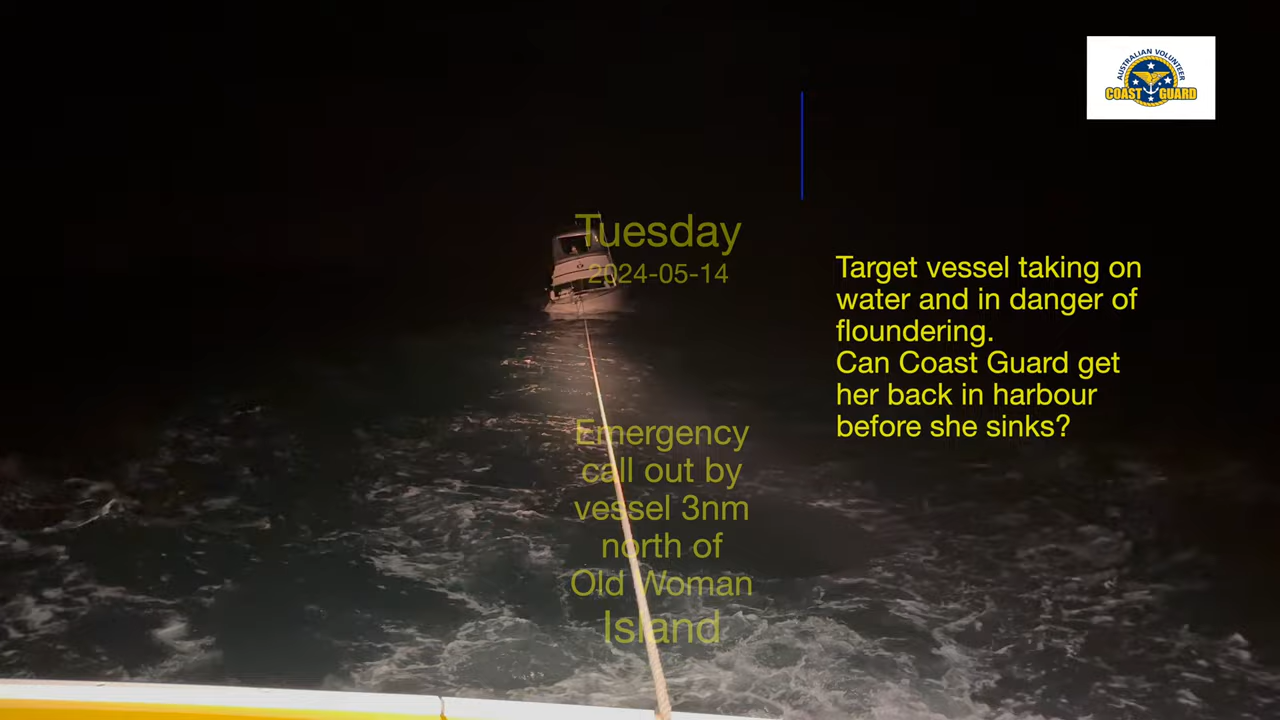 AUSTRALIAN VOLUNTEER
COAST GUARD
Tuesday
2024-05-14
Emergency
call out by
vessel 3nm
north of
Old Woman
Island
Target vessel taking on
water and in danger of
floundering.
Can Coast Guard get
her back in harbour
before she sinks?